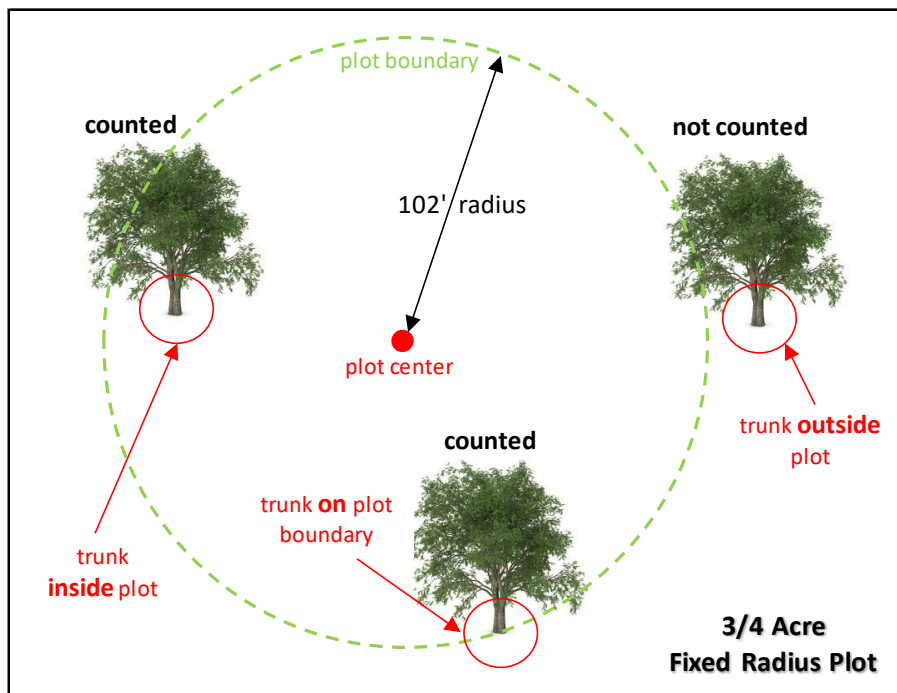 plot boundary
counted
not counted
102' radius
plot center
counted
trunk outside
plot
trunk on plot
boundary
trunk
inside plot
3/4 Acre
Fixed Radius Plot